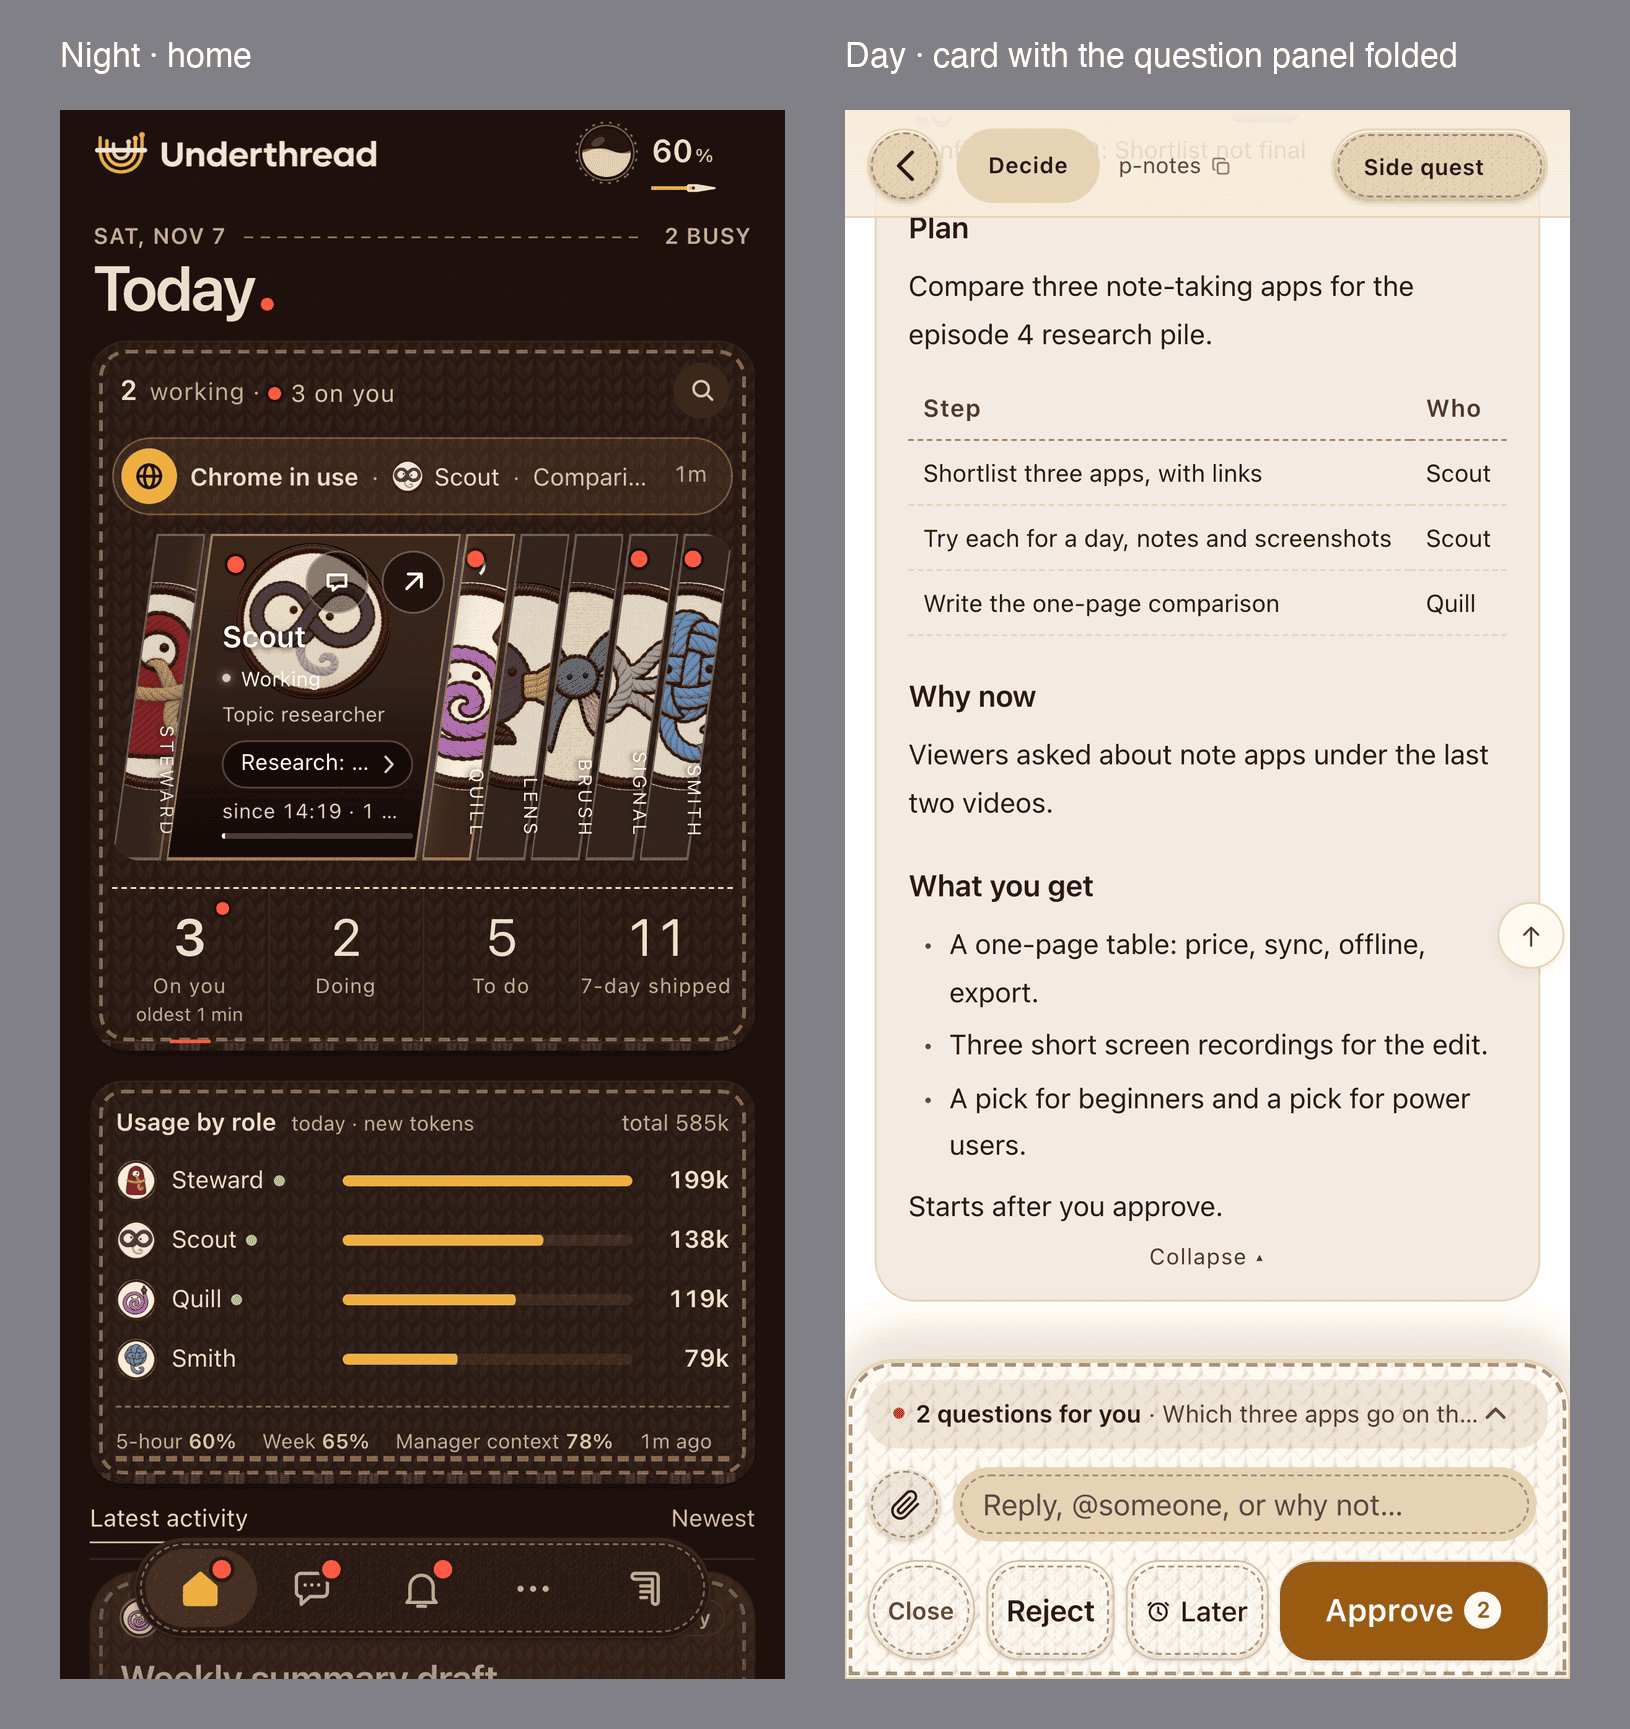 Night · home
Underthread
60%
SAT, NOV 7
2 BUSY
Today.
2 working · 3 on you
Chrome in use · Scout · Compari... 1m
STEWARD
Scout
Working
Topic researcher
Research: ...
since 14:19 · 1 ...
QUILL
LENS
BRUSH
SIGNAL
SMITH
3
On you
oldest 1 min
2
Doing
5
To do
11
7-day shipped
Usage by role today · new tokens total 585k
Steward 199k
Scout 138k
Quill 119k
Smith 79k
5-hour 60% Week 65% Manager context 78% 1m ago
Latest activity Newest
y
Weekly summary draft
Day · card with the question panel folded
: Shortlist not final
Decide
p-notes
Side quest
Plan
Compare three note-taking apps for the
episode 4 research pile.
Step Who
Shortlist three apps, with links Scout
Try each for a day, notes and screenshots Scout
Write the one-page comparison Quill
Why now
Viewers asked about note apps under the last
two videos.
What you get
• A one-page table: price, sync, offline,
export.
• Three short screen recordings for the edit.
• A pick for beginners and a pick for power
users.
Starts after you approve.
Collapse
2 questions for you · Which three apps go on th...
Reply, @someone, or why not...
Close
Reject
Later
Approve 2